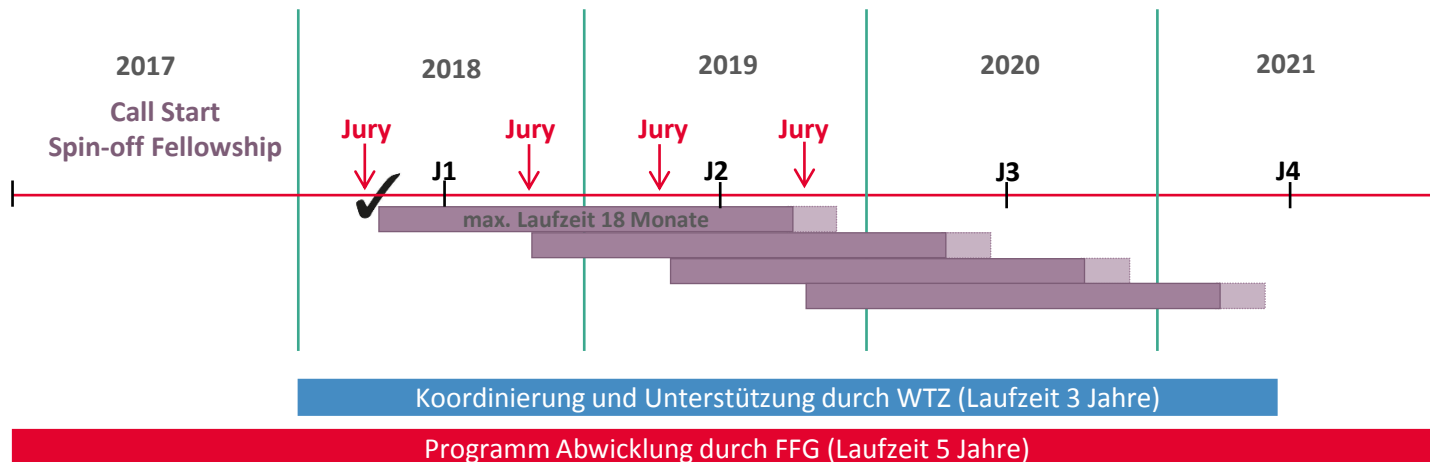 2017
2018
2019
2020
2021
Call Start
Spin-off Fellowship
Jury
Jury
Jury
Jury
J1
J2
J3
J4
max. Laufzeit 18 Monate
Koordinierung und Unterstützung durch WTZ (Laufzeit 3 Jahre)
Programm Abwicklung durch FFG (Laufzeit 5 Jahre)